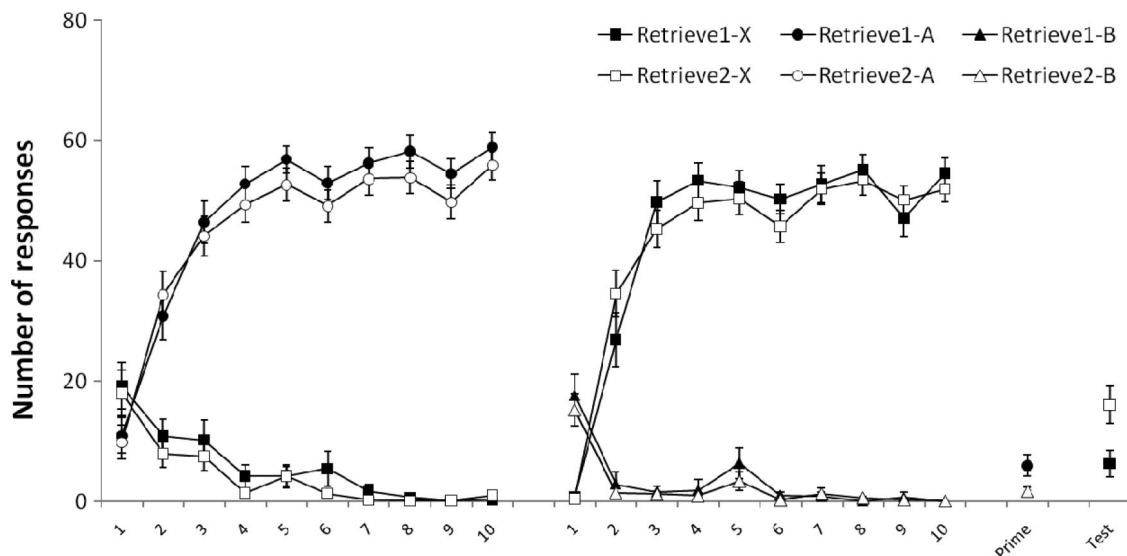 80
60
40
20
0
Number of responses
Retrieve1-X Retrieve1-A Retrieve1-B
Retrieve2-X Retrieve2-A Retrieve2-B
1 2 3 4 5 6 7 8 9 10 1 2 3 4 5 6 7 8 9 10 Prime Test